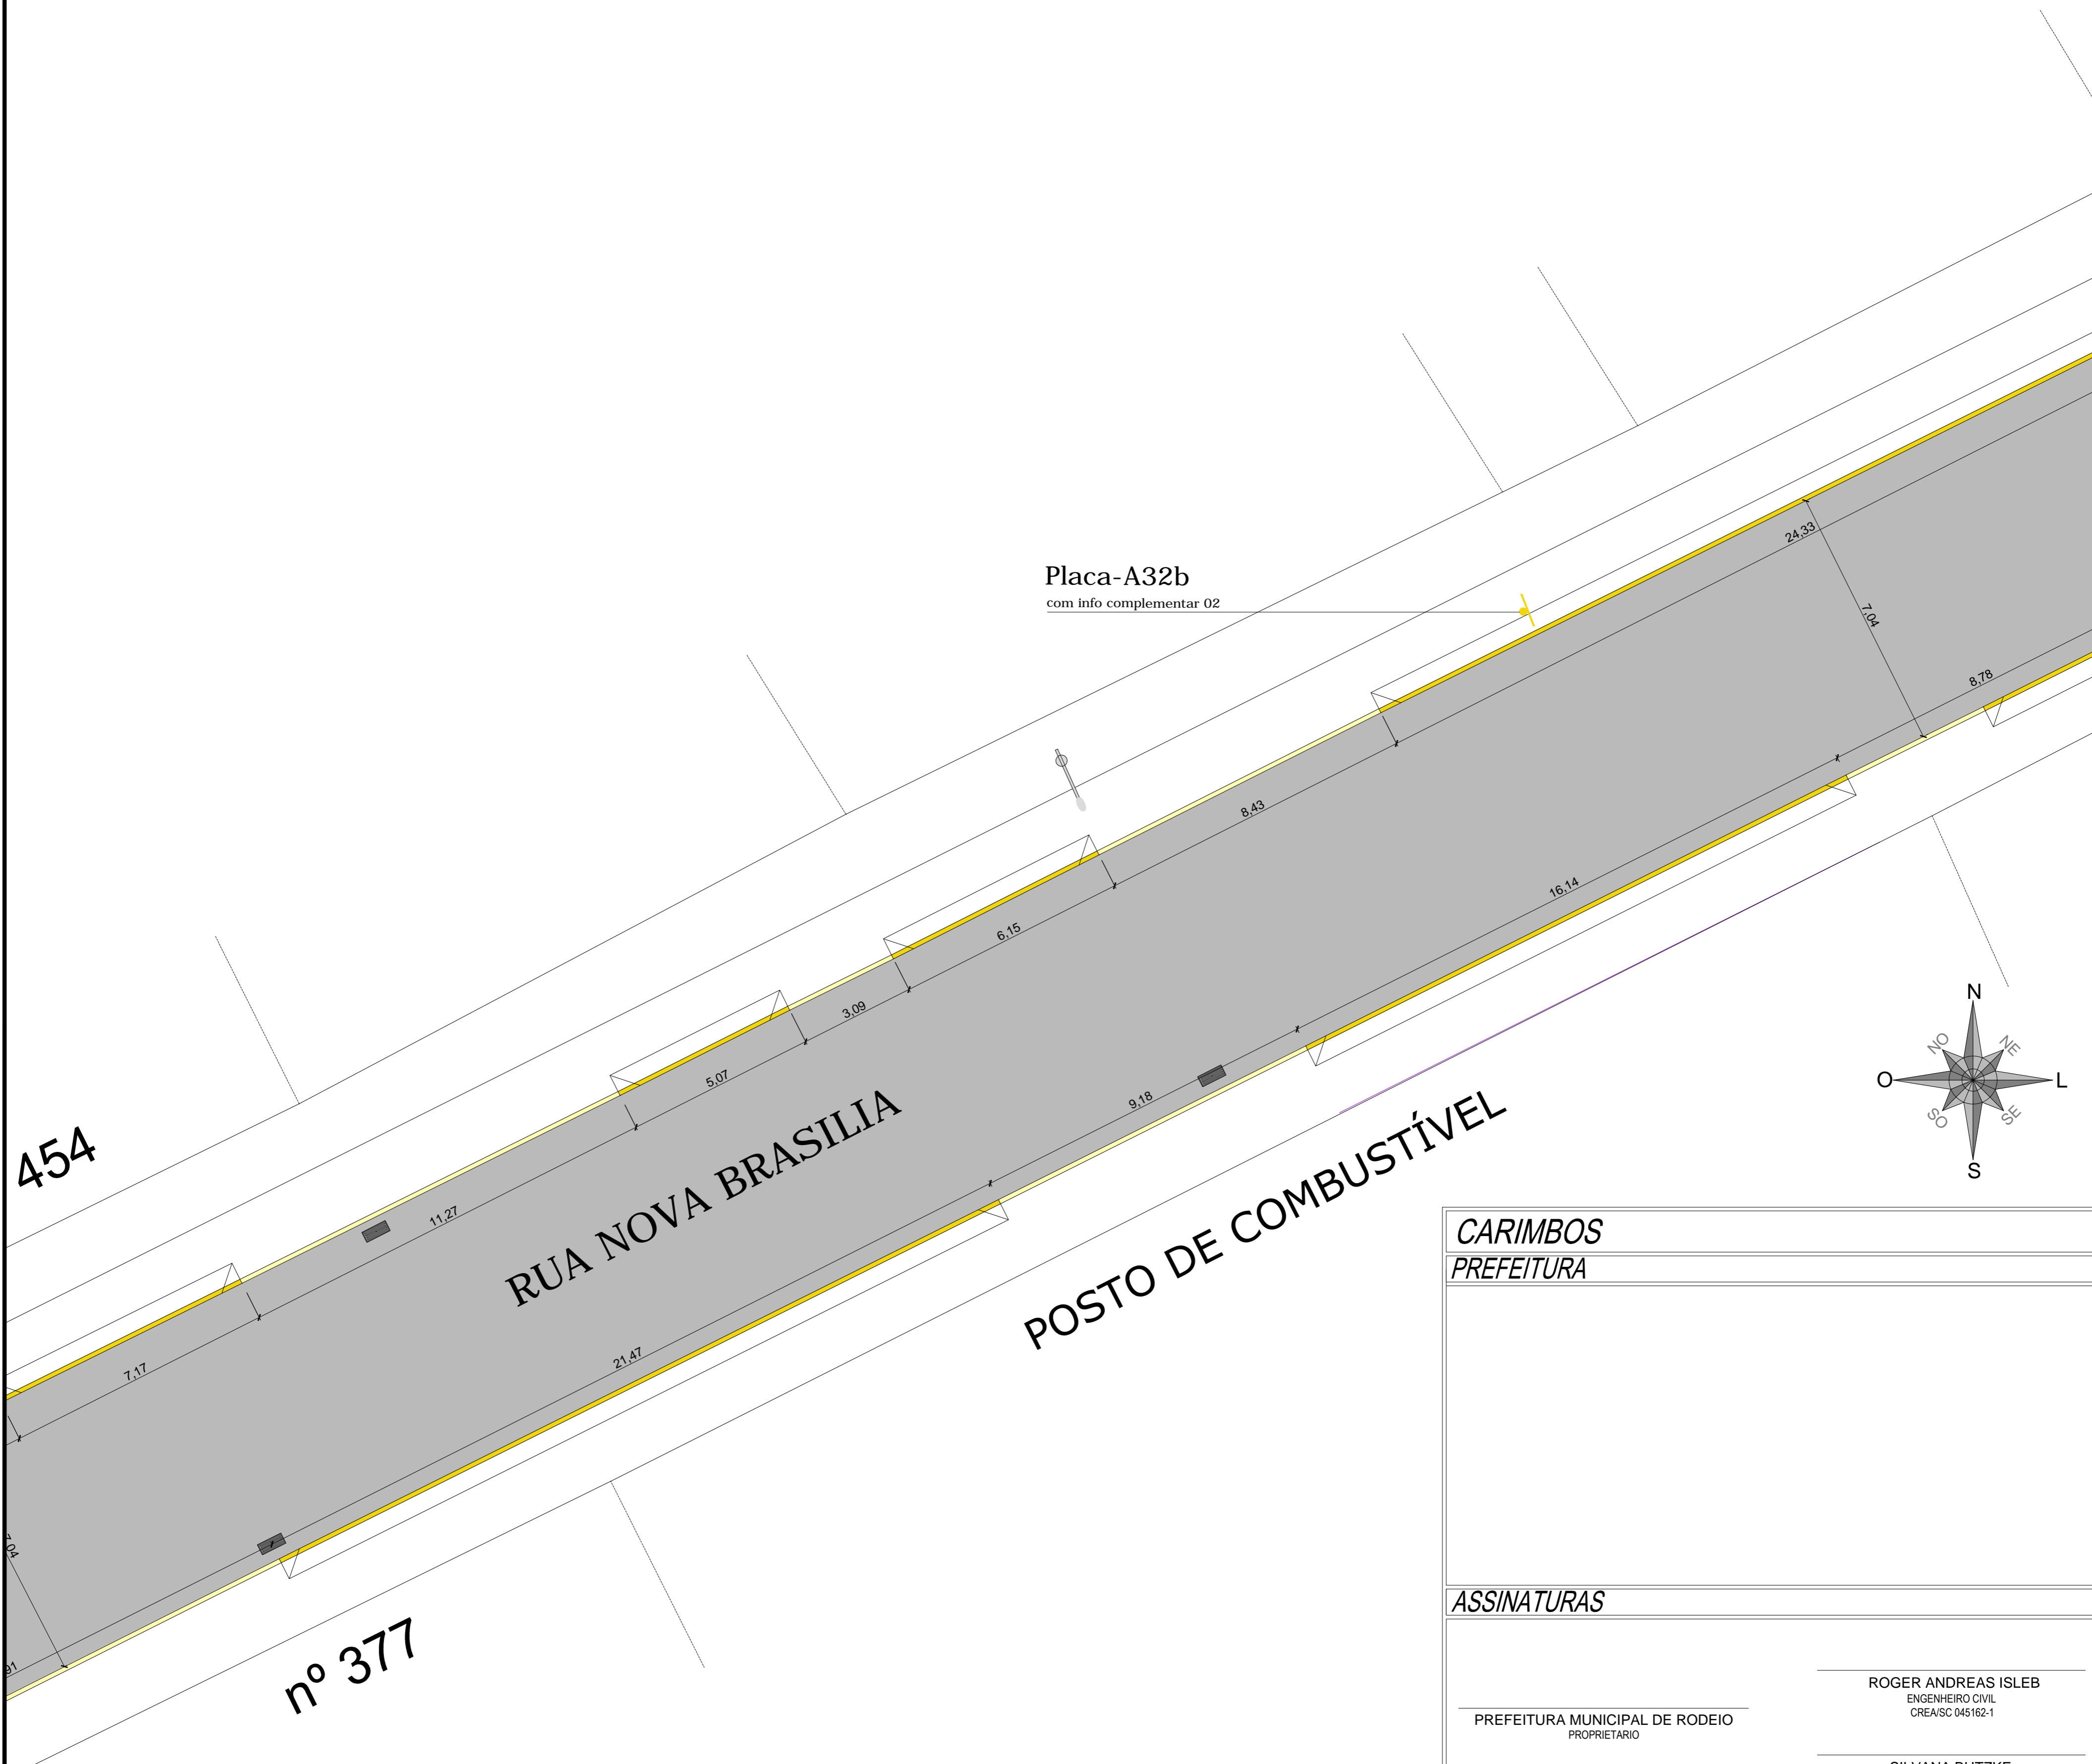 Placa-A32b
com info complementar 02
24,33
7,04
8,78
8,43
16,14
6,15
3,09
5,07
9,18
11,27
7,17
21,47
7,04
91
454
RUA NOVA BRASILIA
POSTO DE COMBUSTÍVEL
nº 377
N
NO
NE
O
L
SO
SE
S
CARIMBOS
PREFEITURA
ASSINATURAS
ROGER ANDREAS ISLEB
ENGENHEIRO CIVIL
CREA/SC 045162-1
PREFEITURA MUNICIPAL DE RODEIO
PROPRIETARIO